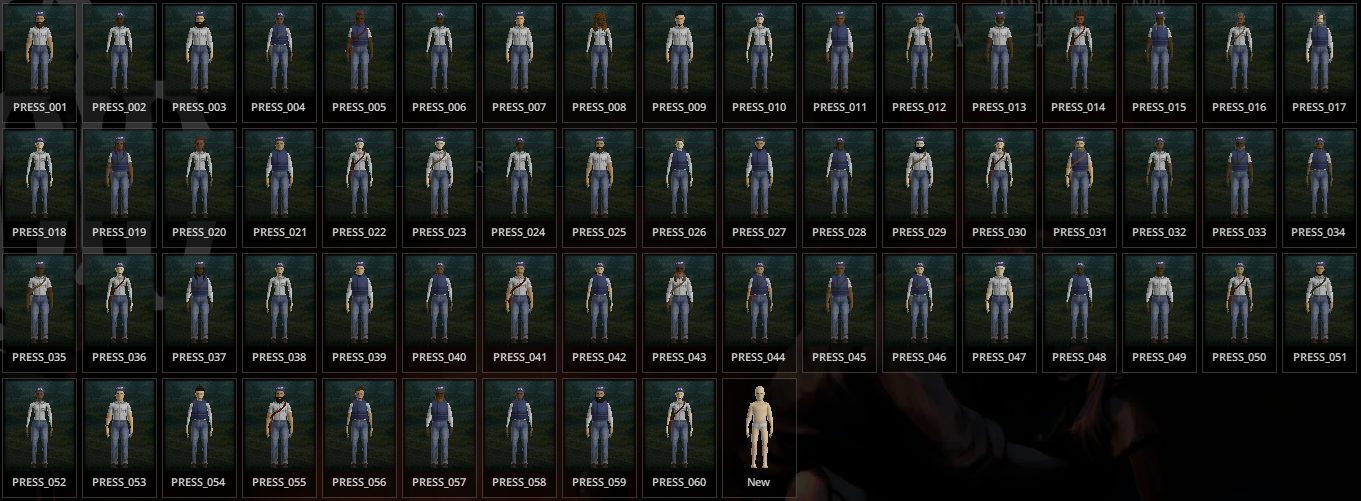 PRESS_001 PRESS_002 PRESS_003 PRESS_004 PRESS_005 PRESS_006 PRESS_007 PRESS_008 PRESS_009 PRESS_010 PRESS_011 PRESS_012 PRESS_013 PRESS_014 PRESS_015 PRESS_016 PRESS_017
PRESS_018 PRESS_019 PRESS_020 PRESS_021 PRESS_022 PRESS_023 PRESS_024 PRESS_025 PRESS_026 PRESS_027 PRESS_028 PRESS_029 PRESS_030 PRESS_031 PRESS_032 PRESS_033 PRESS_034
PRESS_035 PRESS_036 PRESS_037 PRESS_038 PRESS_039 PRESS_040 PRESS_041 PRESS_042 PRESS_043 PRESS_044 PRESS_045 PRESS_046 PRESS_047 PRESS_048 PRESS_049 PRESS_050 PRESS_051
PRESS_052 PRESS_053 PRESS_054 PRESS_055 PRESS_056 PRESS_057 PRESS_058 PRESS_059 PRESS_060 New